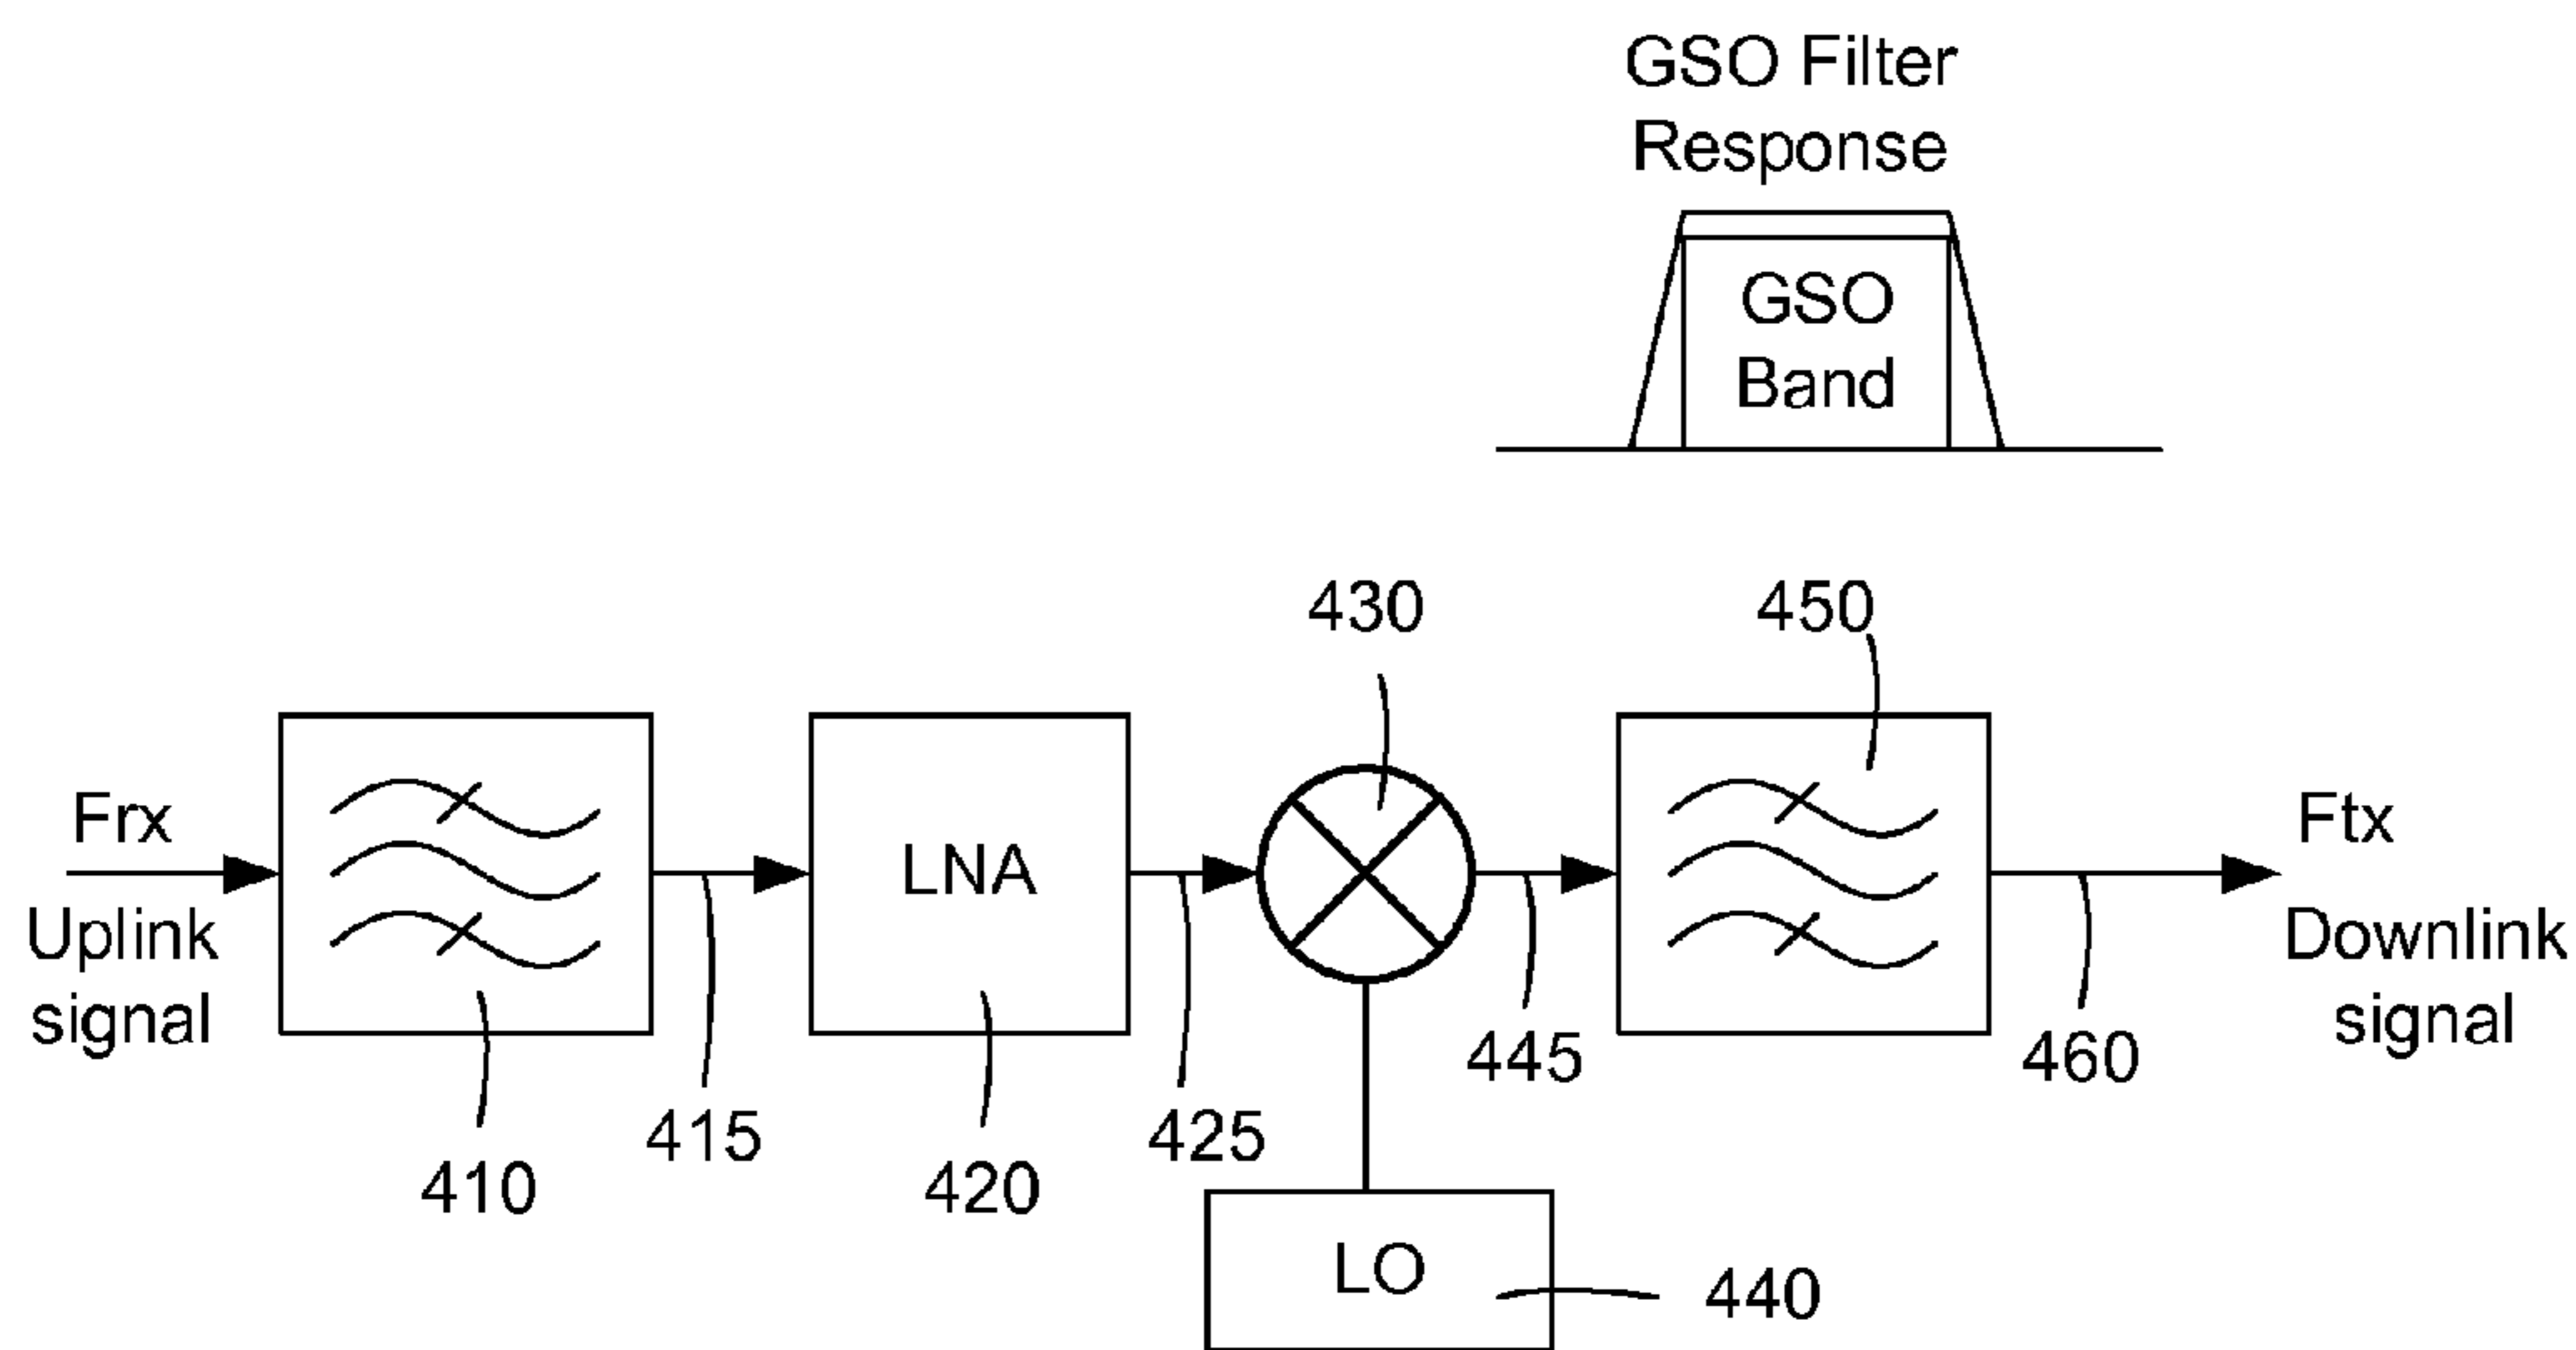 GSO Filter
Response
GSO
Band
430
450
Frx
Uplink
signal
LNA
Ftx
Downlink
signal
410
415
420
425
445
460
LO
440